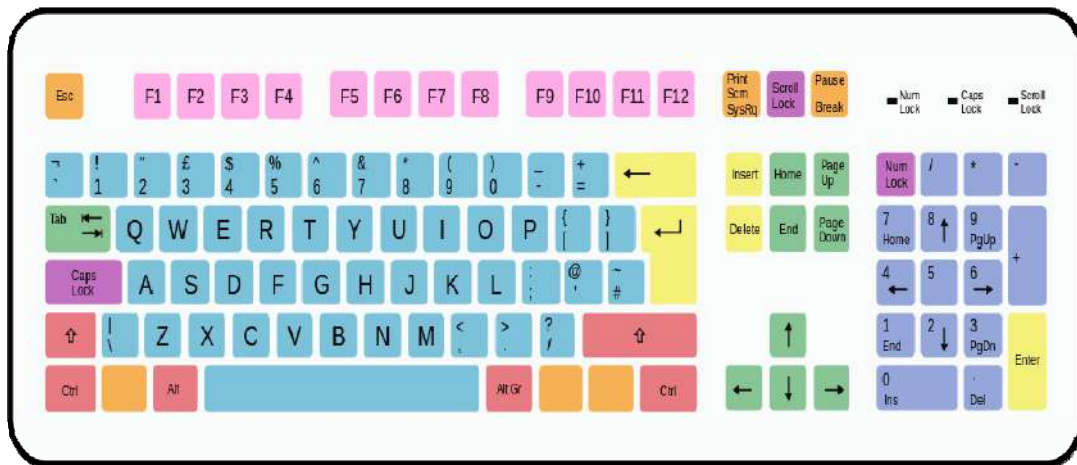 Esc F1 F2 F3 F4 F5 F6 F7 F8 F9 F10 F11 F12 Print Scrn SysRq Scroll Lock Pause Break Num Lock Caps Lock Scroll Lock
¬ ` ! 1 " 2 £ 3 $ 4 % 5 ^ 6 & 7 * 8 ( 9 ) 0 _ - + = ← Insert Home Page Up Num Lock / * -
Tab Q W E R T Y U I O P { [ } ] ↵ Delete End Page Down 7 Home 8 ↑ 9 PgUp +
Caps Lock A S D F G H J K L : ; @ ' ~ # 4 ← 5 6 →
⇧ | \ Z X C V B N M < , > . ? / ⇧ ↑ 1 End 2 ↓ 3 PgDn Enter
Ctrl Alt Alt Gr Ctrl ← ↓ → 0 Ins . Del